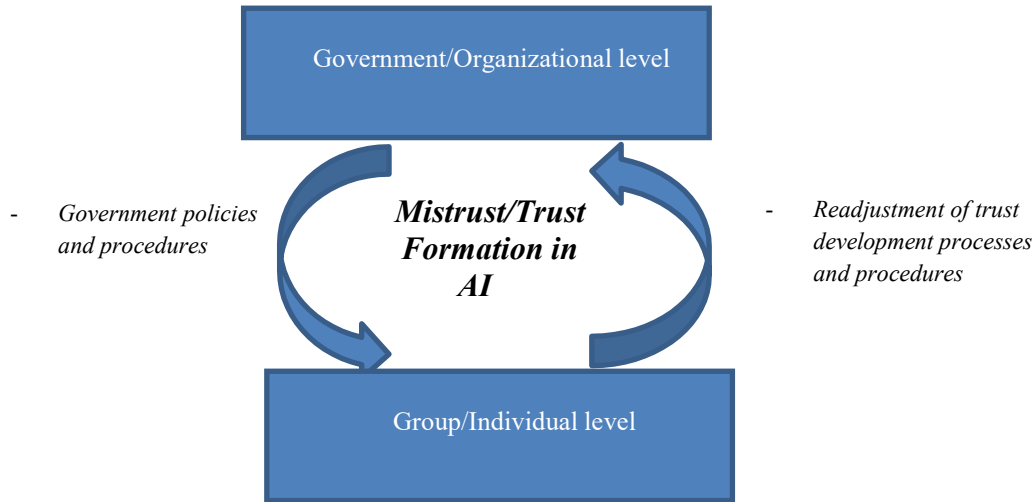 Government/Organizational level
- Government policies
and procedures
Mistrust/Trust
Formation in
AI
- Readjustment of trust
development processes
and procedures
Group/Individual level